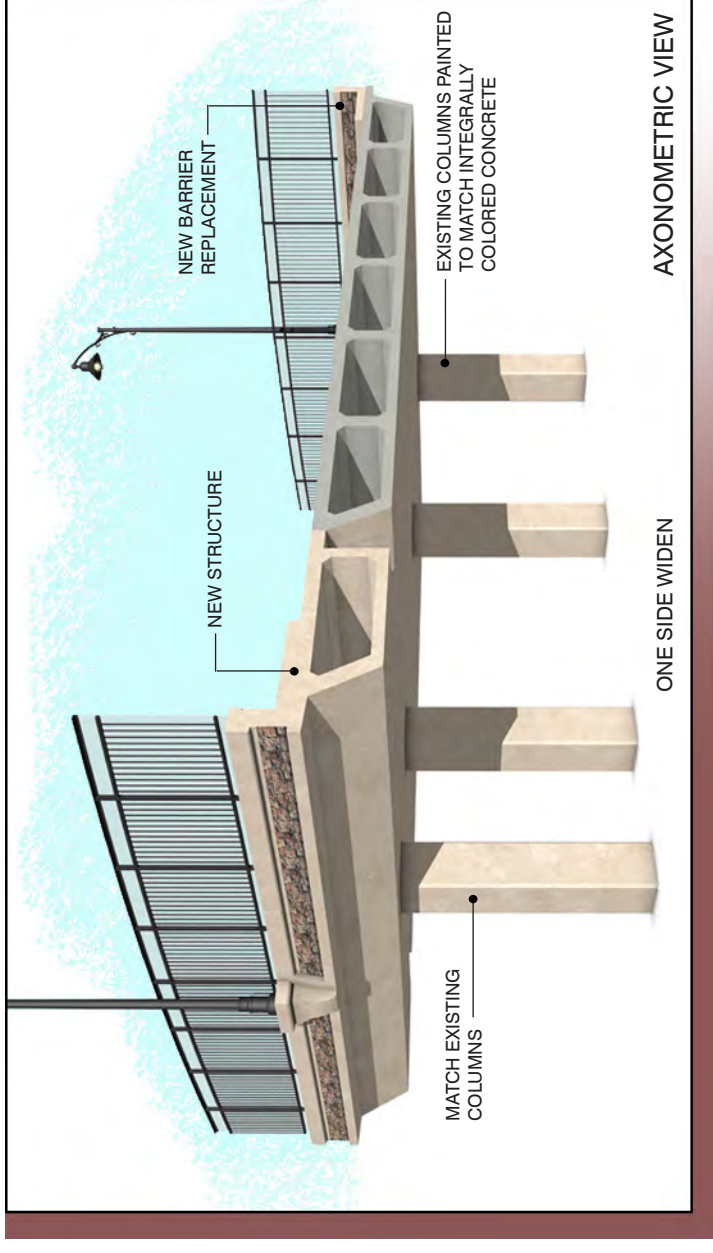 NEW BARRIER
REPLACEMENT
NEW STRUCTURE
EXISTING COLUMNS PAINTED
TO MATCH INTEGRALLY
COLORED CONCRETE
MATCH EXISTING
COLUMNS
ONE SIDE WIDEN
AXONOMETRIC VIEW